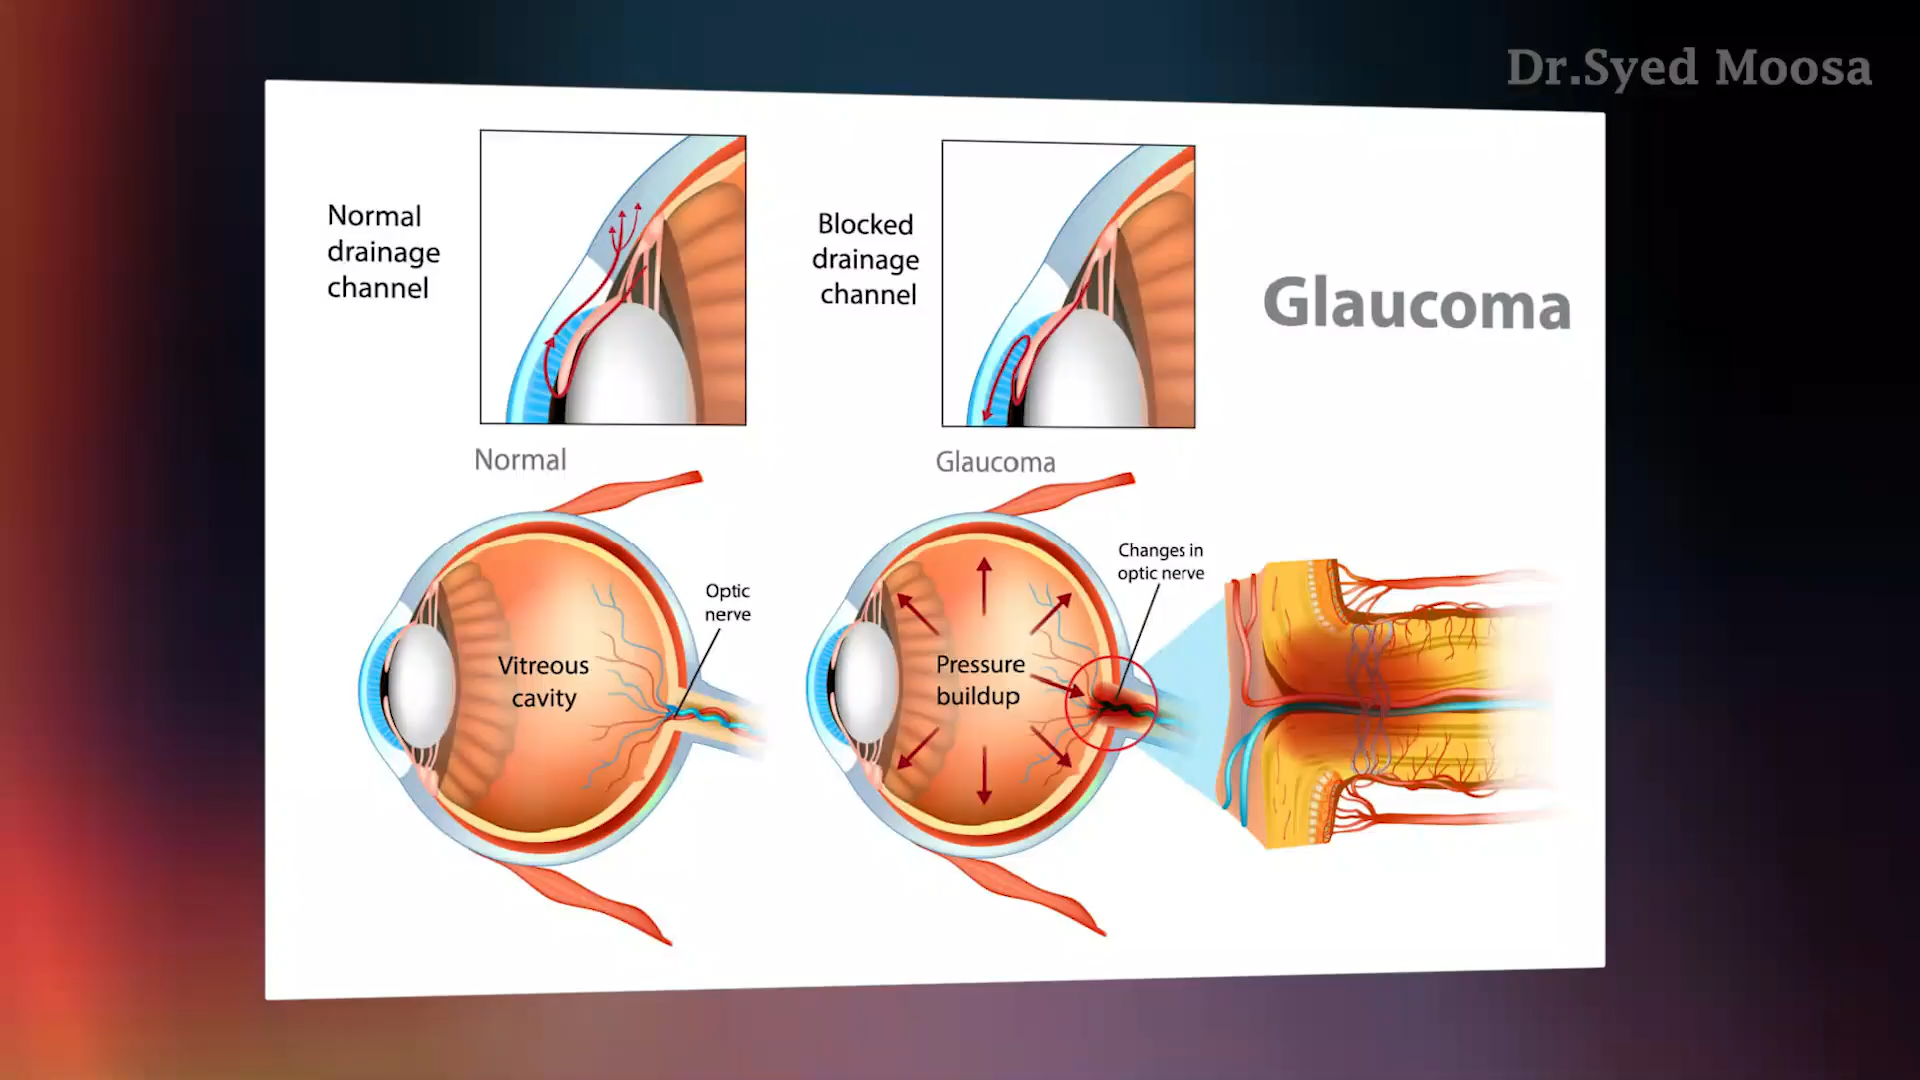 Dr.Syed Moosa
Normal
drainage
channel
Blocked
drainage
channel
Glaucoma
Normal
Glaucoma
Optic
nerve
Vitreous
cavity
Changes in
optic nerve
Pressure
buildup